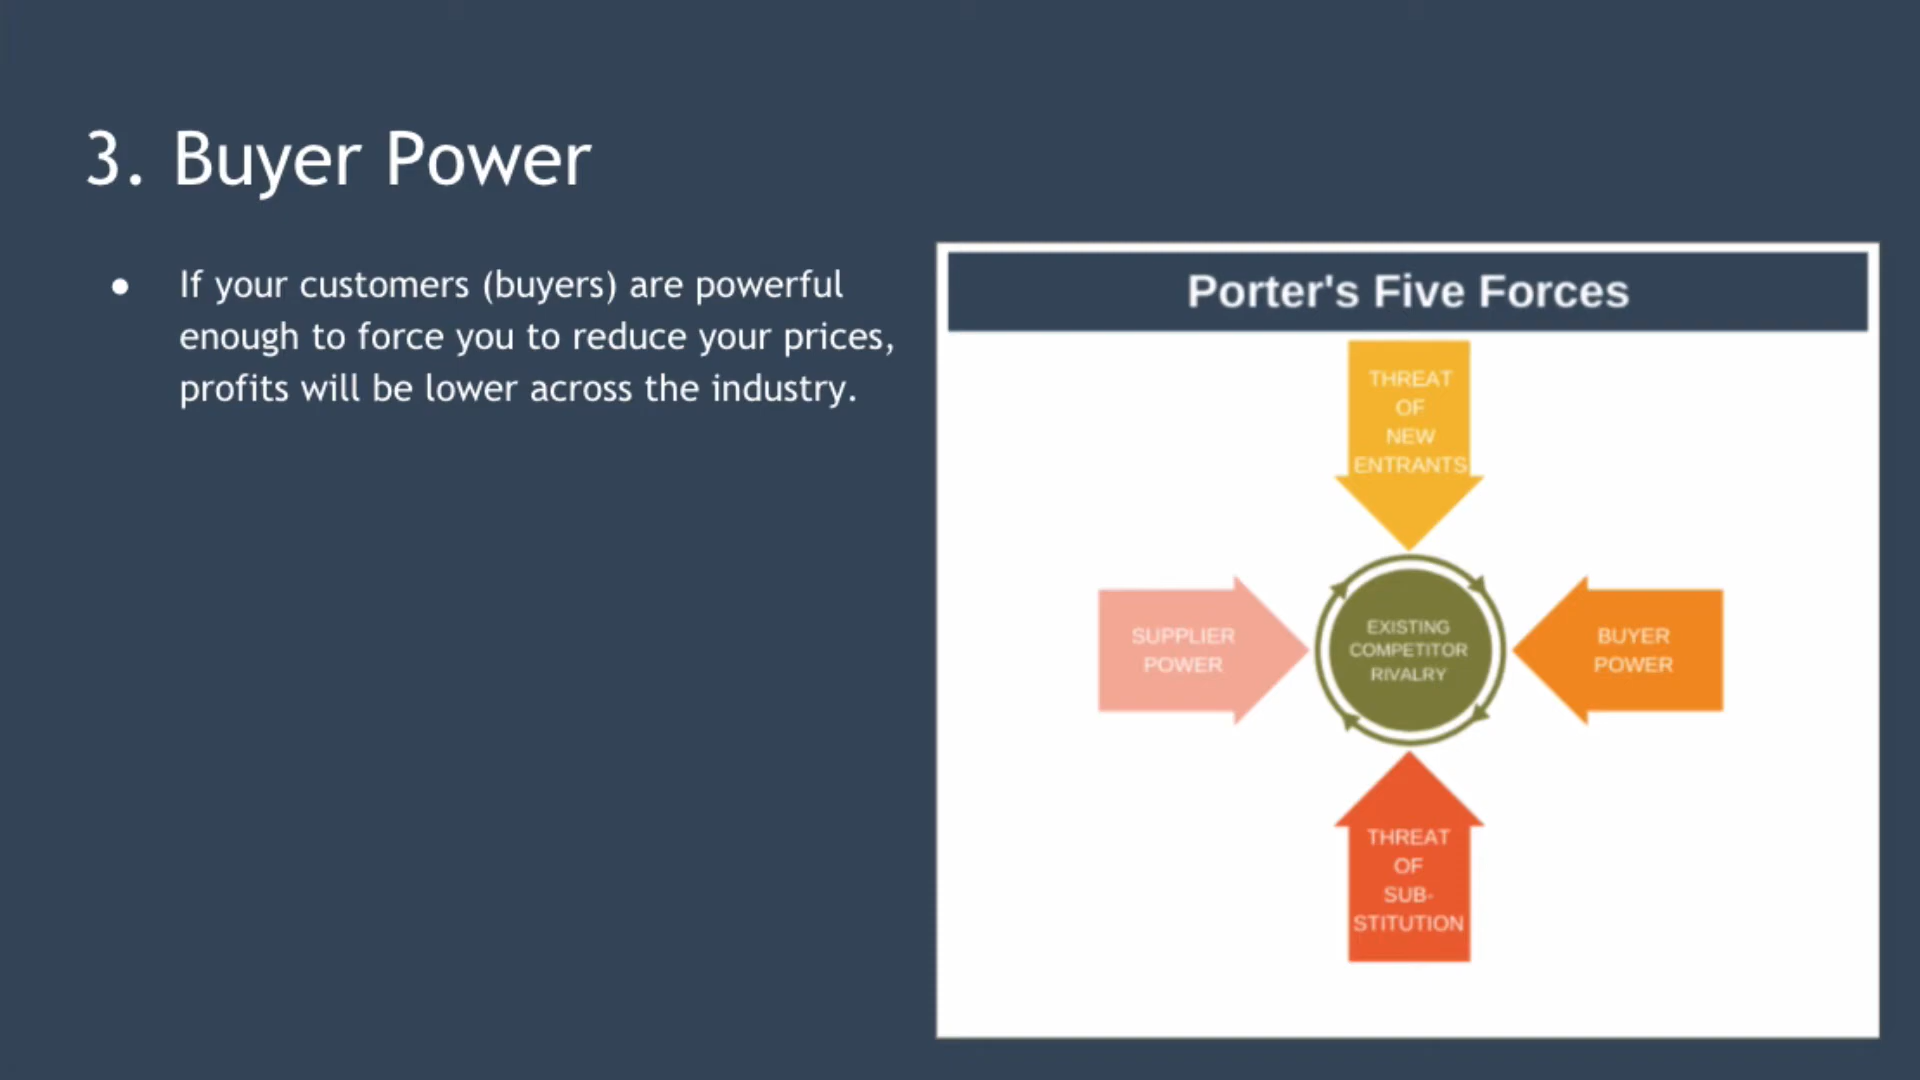 3. Buyer Power
● If your customers (buyers) are powerful
enough to force you to reduce your prices,
profits will be lower across the industry.
Porter's Five Forces
THREAT
OF
NEW
ENTRANTS
SUPPLIER
POWER
EXISTING
COMPETITOR
RIVALRY
BUYER
POWER
THREAT
OF
SUB-
STITUTION